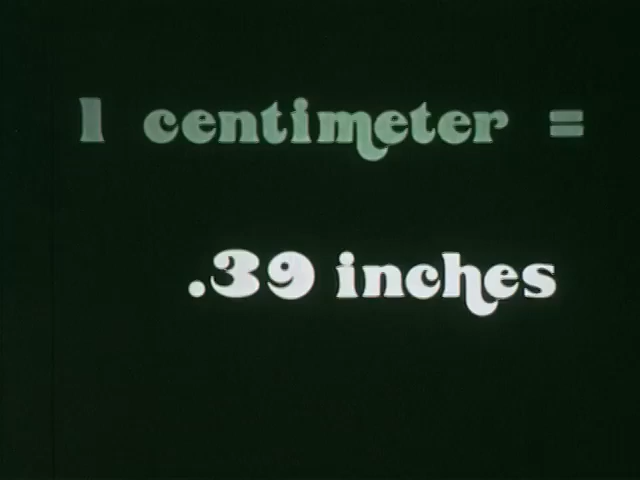 1 centimeter =
.39 inches